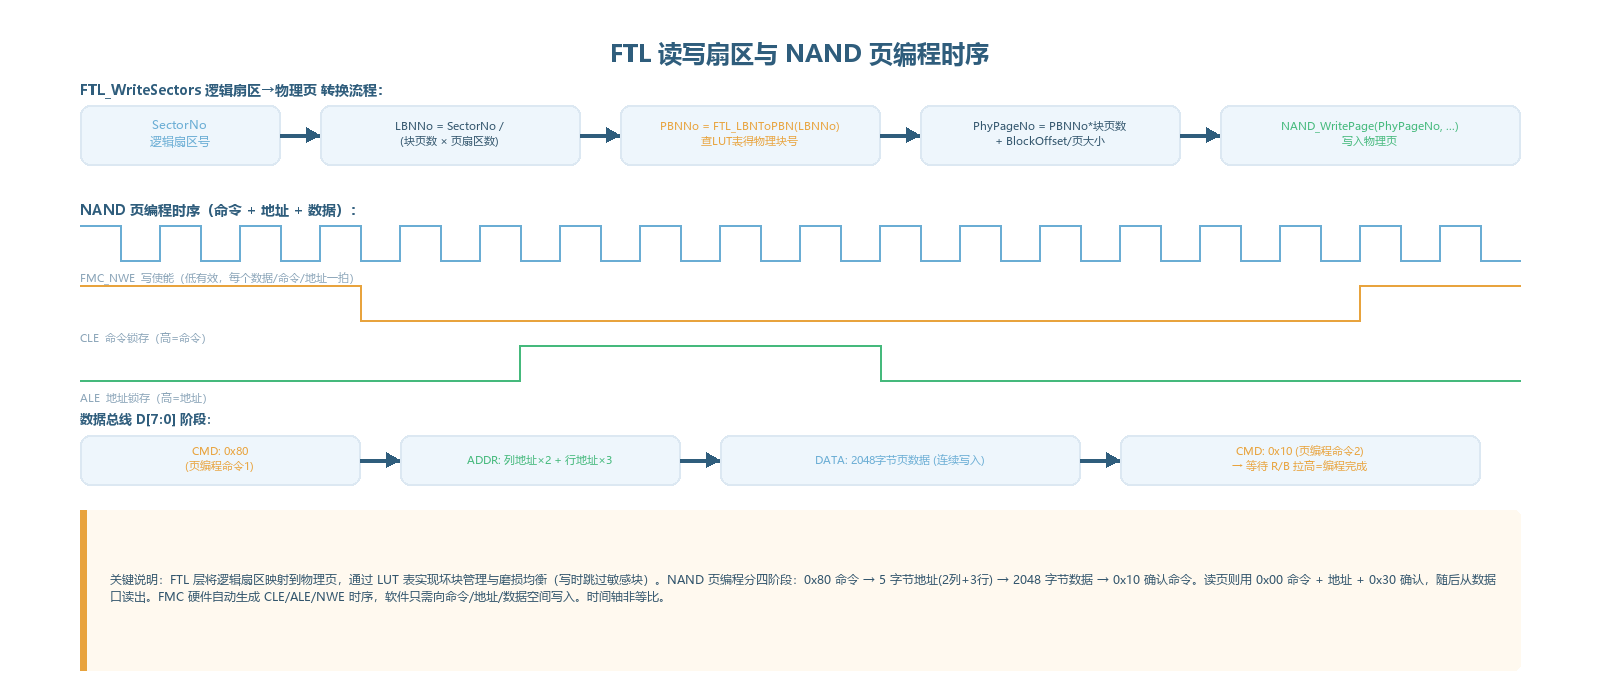 FTL 读写扇区与 NAND 页编程时序
FTL_WriteSectors 逻辑扇区→物理页 转换流程：
SectorNo
逻辑扇区号
LBNNo = SectorNo /
(块页数 × 页扇区数)
PBNNo = FTL_LBNToPBN(LBNNo)
查LUT表得物理块号
PhyPageNo = PBNNo*块页数
+ BlockOffset/页大小
NAND_WritePage(PhyPageNo, ...)
写入物理页
NAND 页编程时序（命令 + 地址 + 数据）：
FMC_NWE 写使能（低有效，每个数据/命令/地址一拍）
CLE 命令锁存（高=命令）
ALE 地址锁存（高=地址）
数据总线 D[7:0] 阶段：
CMD: 0x80
(页编程命令1)
ADDR: 列地址×2 + 行地址×3
DATA: 2048字节页数据 (连续写入)
CMD: 0x10 (页编程命令2)
→ 等待 R/B 拉高=编程完成
关键说明：FTL 层将逻辑扇区映射到物理页，通过 LUT 表实现坏块管理与磨损均衡（写时跳过敏感块）。NAND 页编程分四阶段：0x80 命令 → 5 字节地址(2列+3行) → 2048 字节数据 → 0x10 确认命令。读页则用 0x00 命令 + 地址 + 0x30 确认，随后从数据
口读出。FMC 硬件自动生成 CLE/ALE/NWE 时序，软件只需向命令/地址/数据空间写入。时间轴非等比。